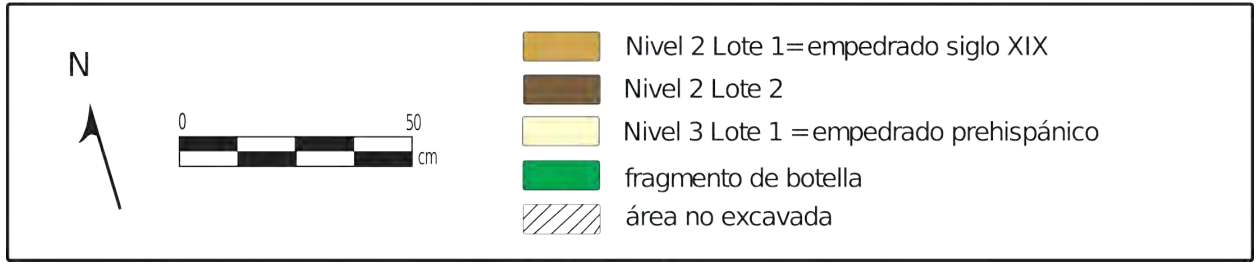 N
0 50
cm
Nivel 2 Lote 1= empedrado siglo XIX
Nivel 2 Lote 2
Nivel 3 Lote 1 = empedrado prehispánico
fragmento de botella
área no excavada